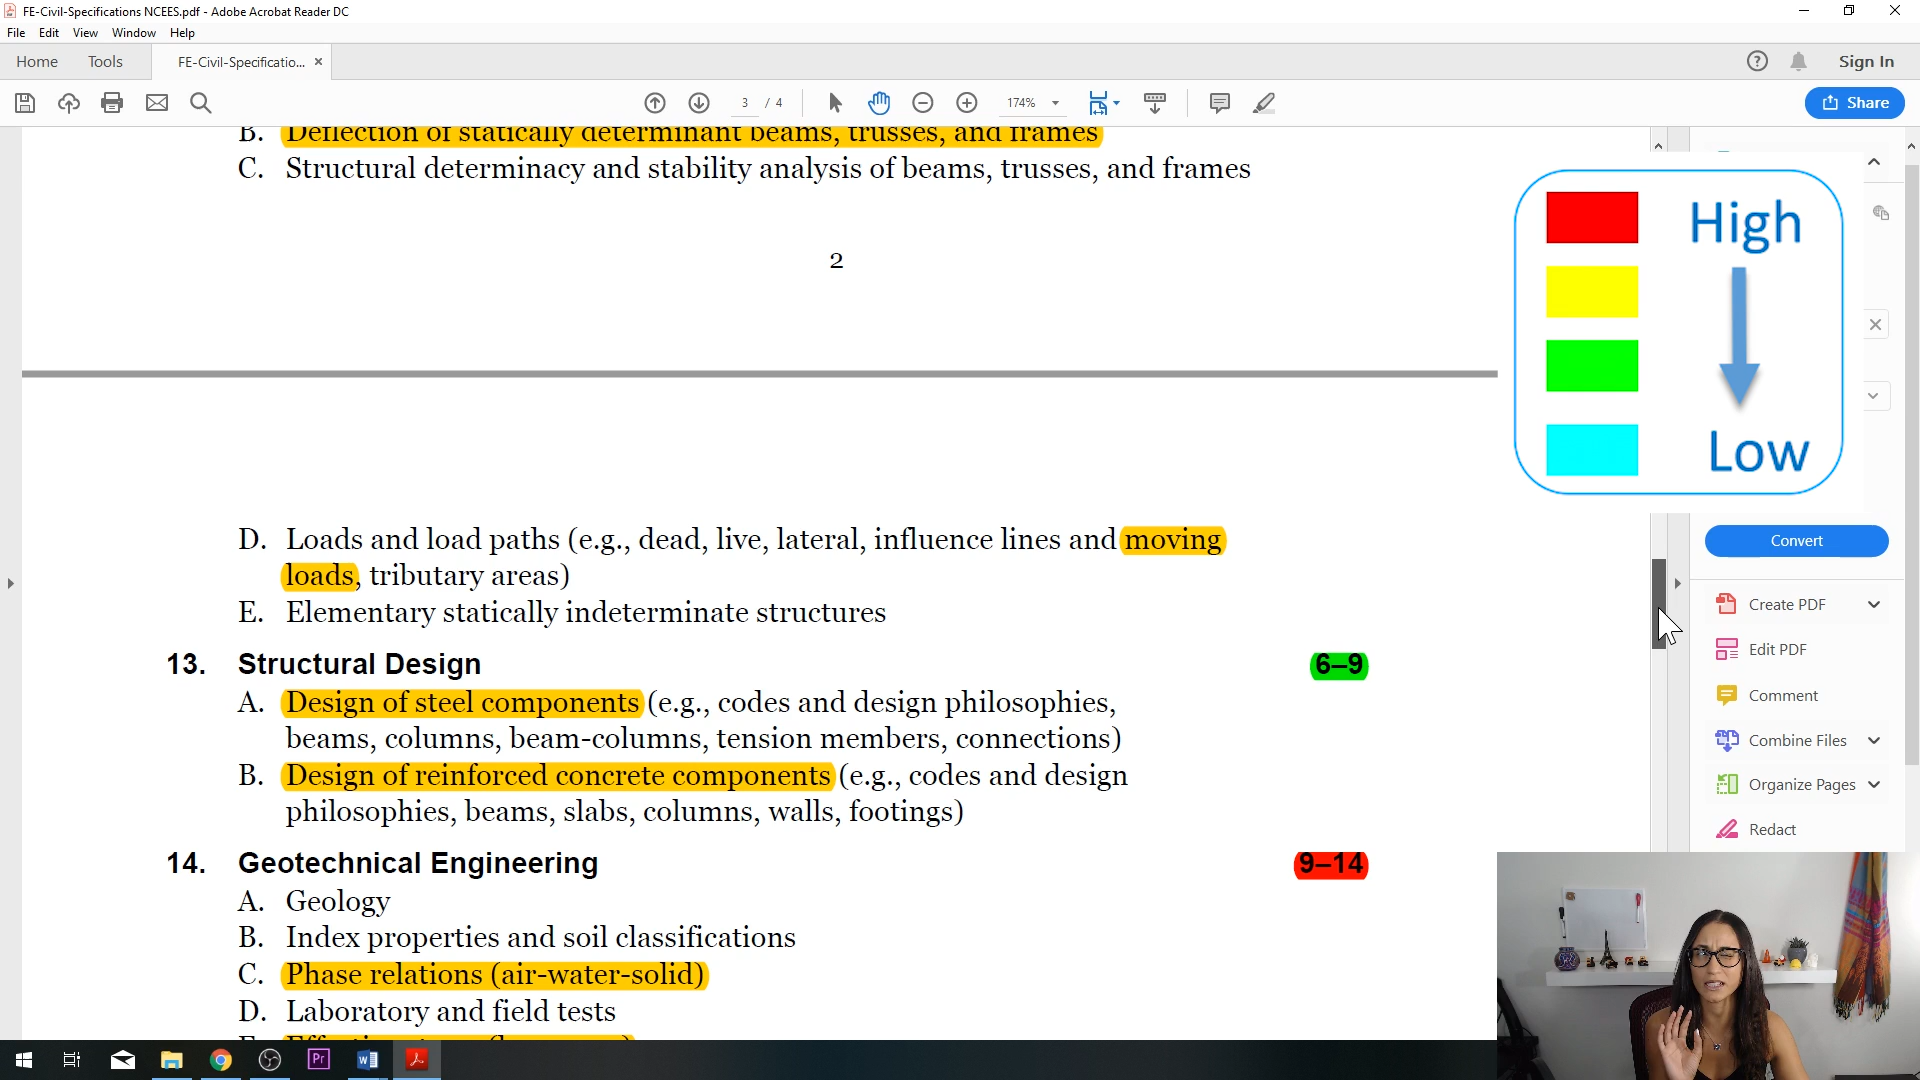 FE-Civil-Specifications NCEES.pdf - Adobe Acrobat Reader DC
File Edit View Window Help
Home Tools FE-Civil-Specificatio... Sign In
3 / 4 174% Share
B. Deflection of statically determinant beams, trusses, and frames
C. Structural determinacy and stability analysis of beams, trusses, and frames
2
High
Low
D. Loads and load paths (e.g., dead, live, lateral, influence lines and moving
loads, tributary areas)
E. Elementary statically indeterminate structures
13. Structural Design 6–9
A. Design of steel components (e.g., codes and design philosophies,
beams, columns, beam-columns, tension members, connections)
B. Design of reinforced concrete components (e.g., codes and design
philosophies, beams, slabs, columns, walls, footings)
14. Geotechnical Engineering 9–14
A. Geology
B. Index properties and soil classifications
C. Phase relations (air-water-solid)
D. Laboratory and field tests
Convert
Create PDF
Edit PDF
Comment
Combine Files
Organize Pages
Redact
Pr